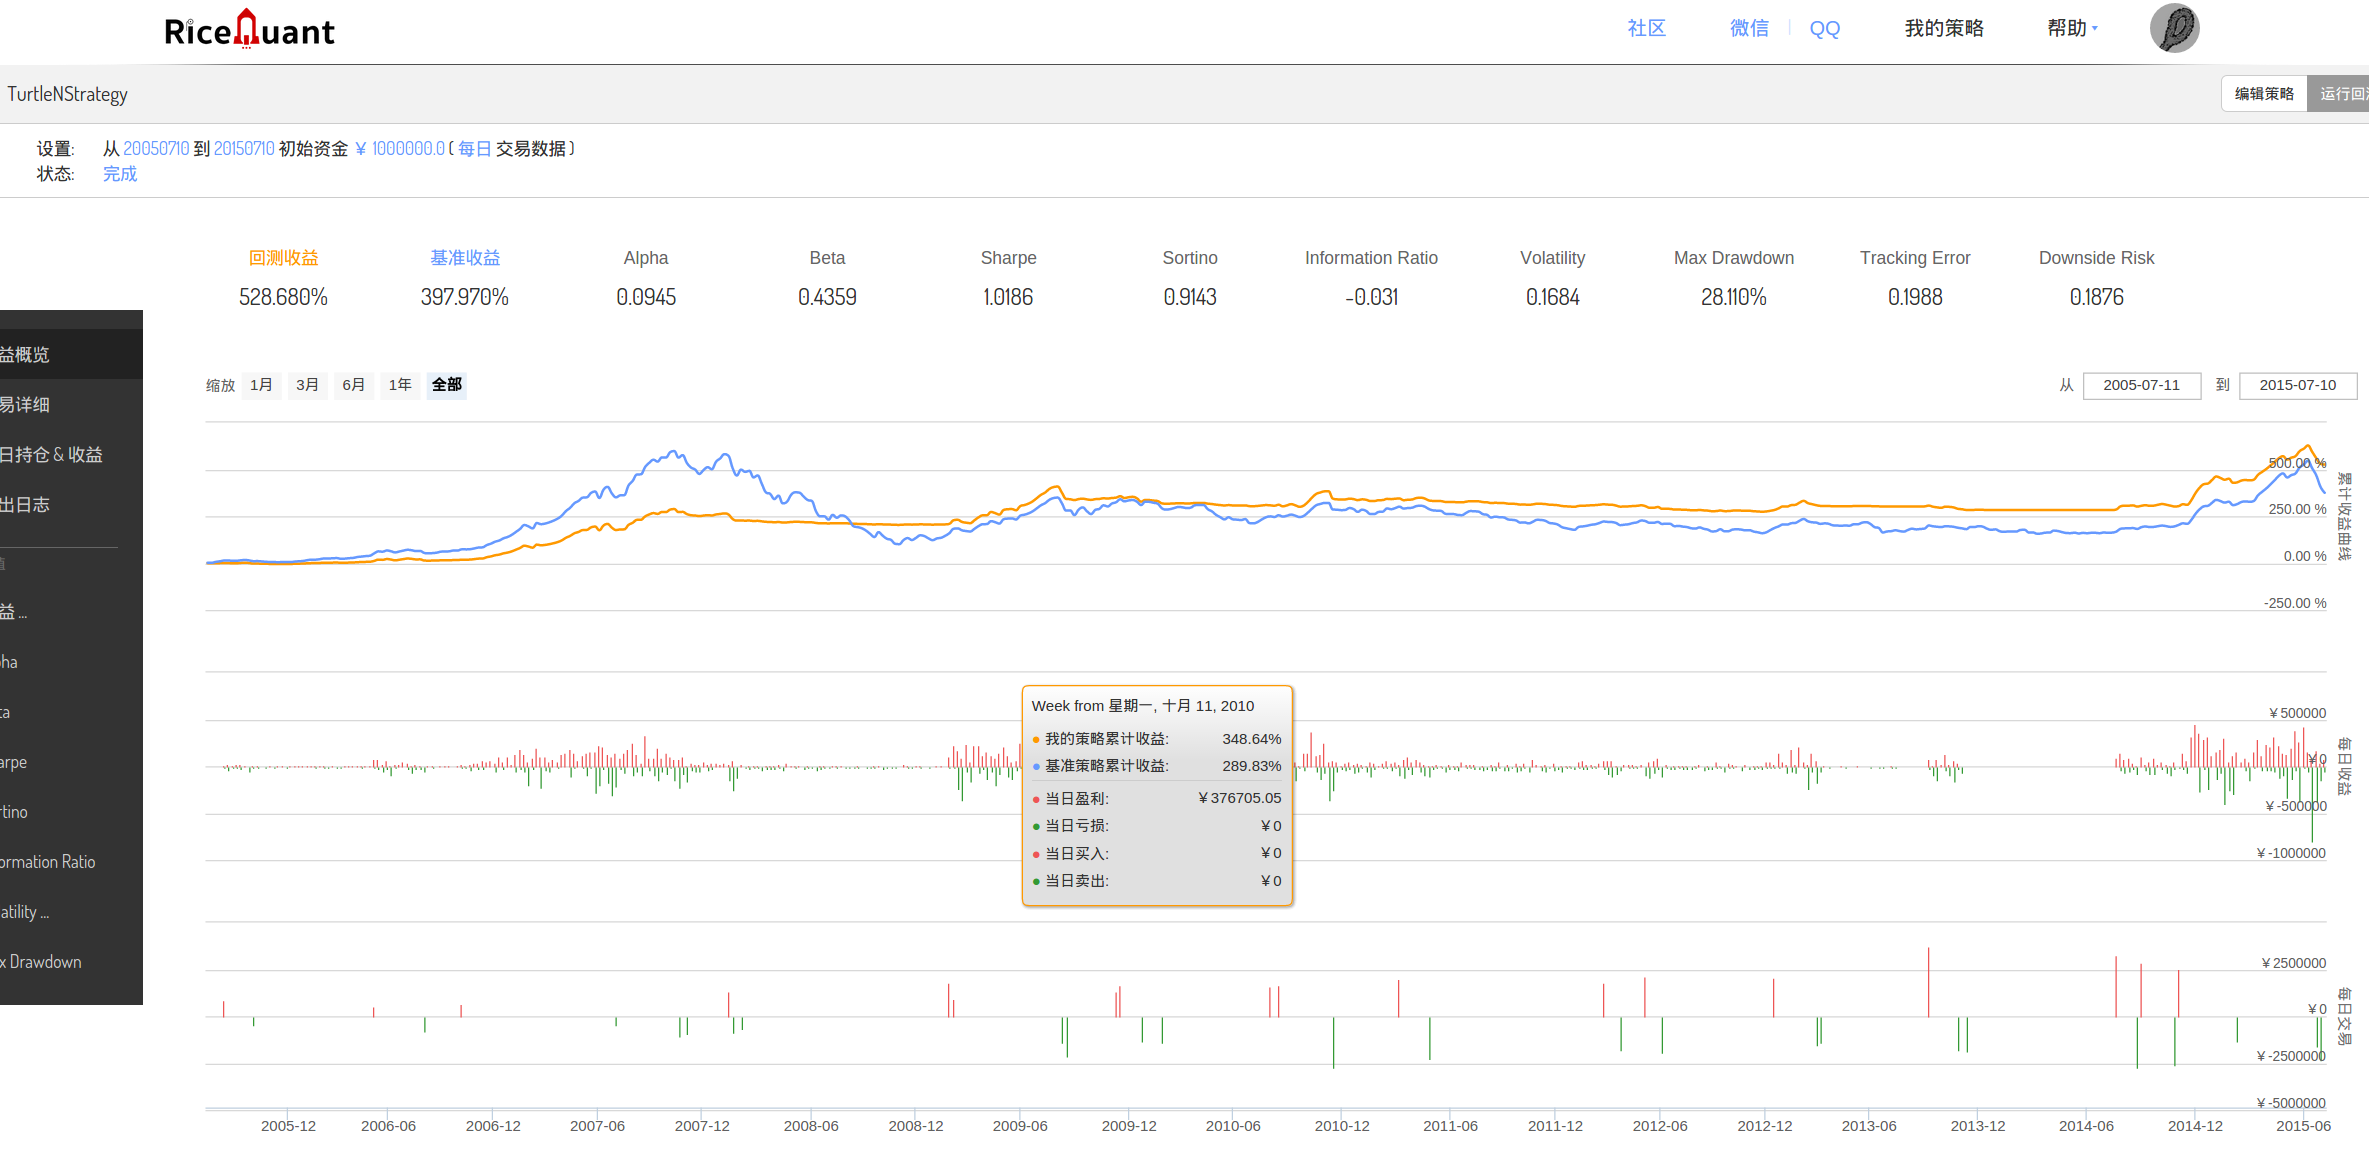 RiceQuant
社区 微信 QQ 我的策略 帮助
TurtleNStrategy
编辑策略 运行回
设置: 从 20050710 到 20150710 初始资金 ￥ 1000000.0 ( 每日 交易数据 )
状态: 完成
回测收益 基准收益 Alpha Beta Sharpe Sortino Information Ratio Volatility Max Drawdown Tracking Error Downside Risk
528.680% 397.970% 0.0945 0.4359 1.0186 0.9143 -0.031 0.1684 28.110% 0.1988 0.1876
益概览
易详细
日持仓 & 收益
出日志
益 ...
ha
ta
arpe
rtino
ormation Ratio
atility ...
x Drawdown
缩放 1月 3月 6月 1年 全部
从 2005-07-11 到 2015-07-10
500.00 %
250.00 %
0.00 %
-250.00 %
累计收益曲线
￥500000
￥0
￥-500000
￥-1000000
每日收益
Week from 星期一, 十月 11, 2010
我的策略累计收益: 348.64%
基准策略累计收益: 289.83%
当日盈利: ￥376705.05
当日亏损: ￥0
当日买入: ￥0
当日卖出: ￥0
￥2500000
￥0
￥-2500000
￥-5000000
每日交易
2005-12 2006-06 2006-12 2007-06 2007-12 2008-06 2008-12 2009-06 2009-12 2010-06 2010-12 2011-06 2011-12 2012-06 2012-12 2013-06 2013-12 2014-06 2014-12 2015-06